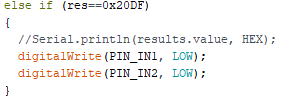 else if (res==0x20DF)
{
//Serial.println(results.value, HEX);
digitalWrite(PIN_IN1, LOW);
digitalWrite(PIN_IN2, LOW);
}